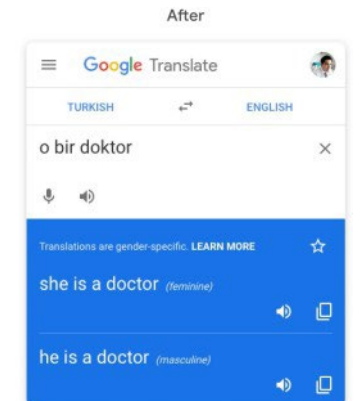 After
Google Translate
TURKISH ENGLISH
o bir doktor
Translations are gender-specific. LEARN MORE
she is a doctor (feminine)
he is a doctor (masculine)